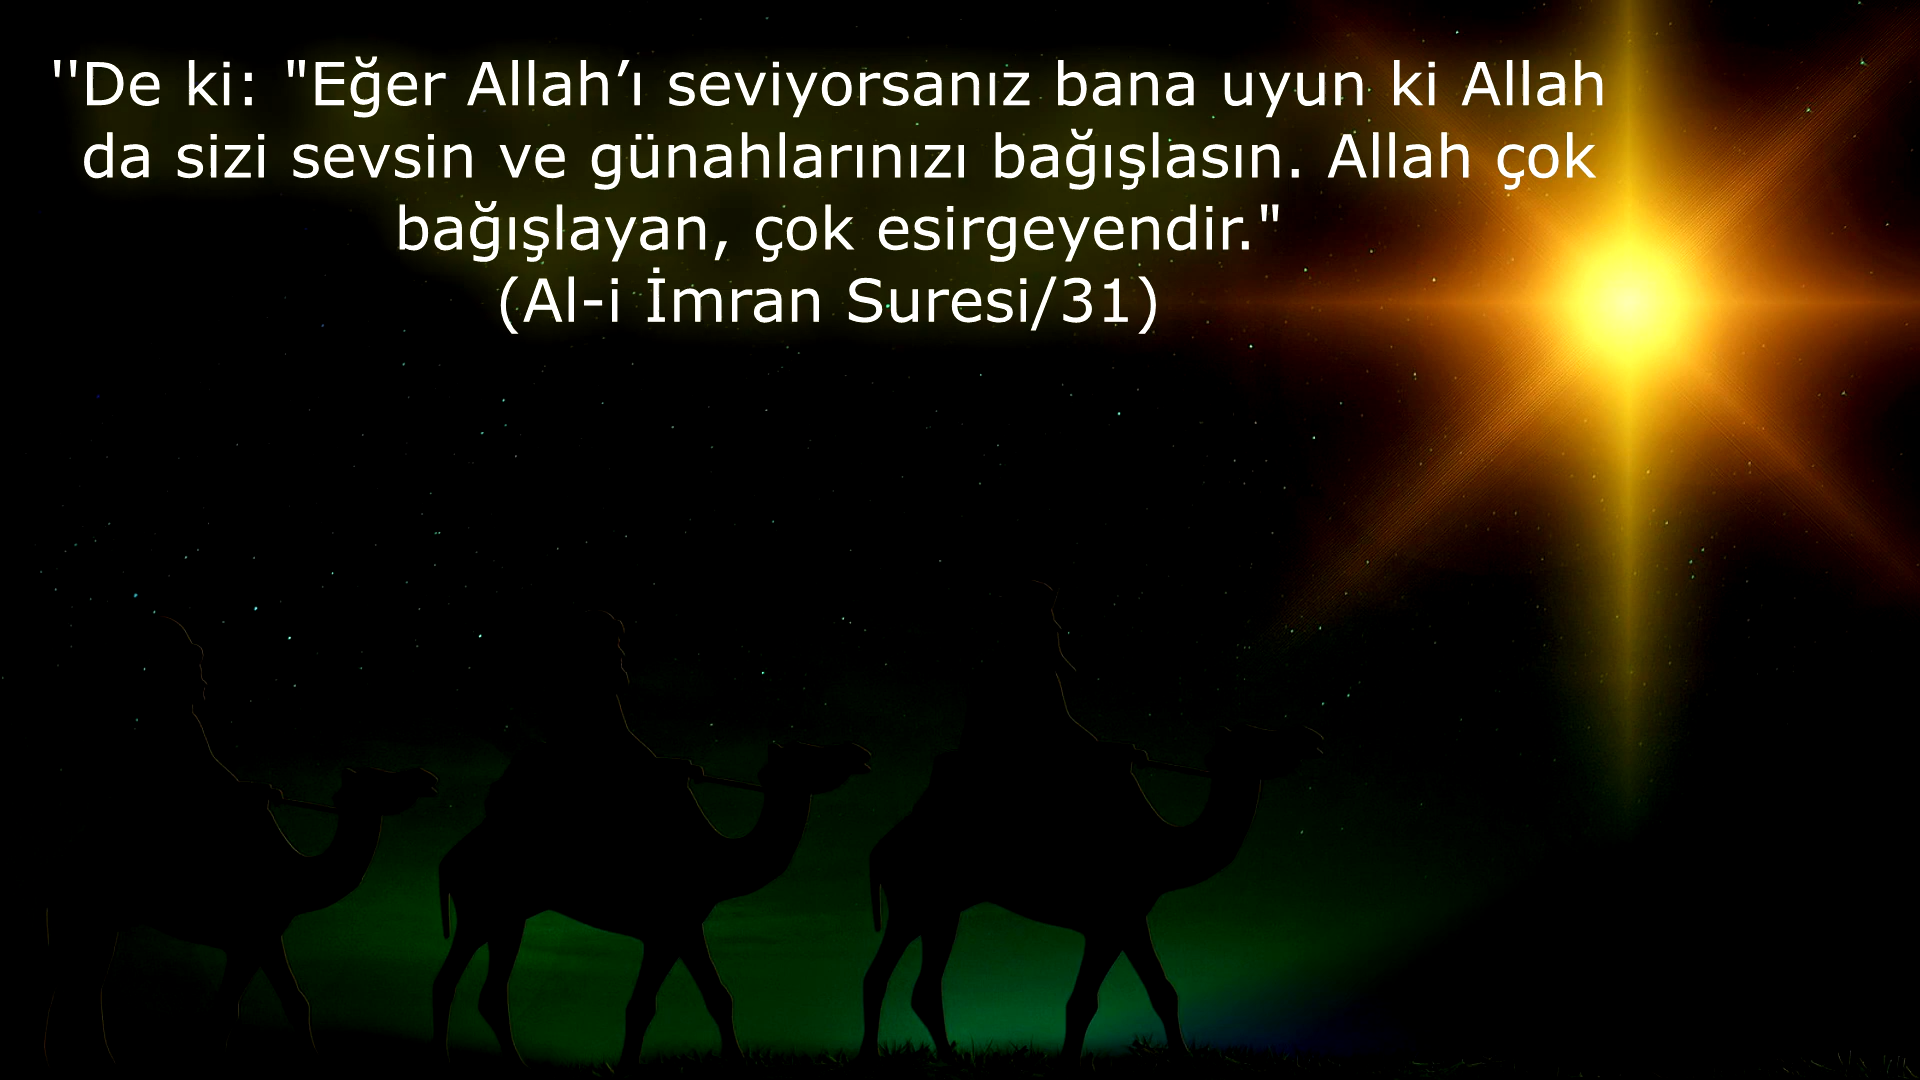 ''De ki: "Eğer Allah’ı seviyorsanız bana uyun ki Allah
da sizi sevsin ve günahlarınızı bağışlasın. Allah çok
bağışlayan, çok esirgeyendir."
(Al-i İmran Suresi/31)